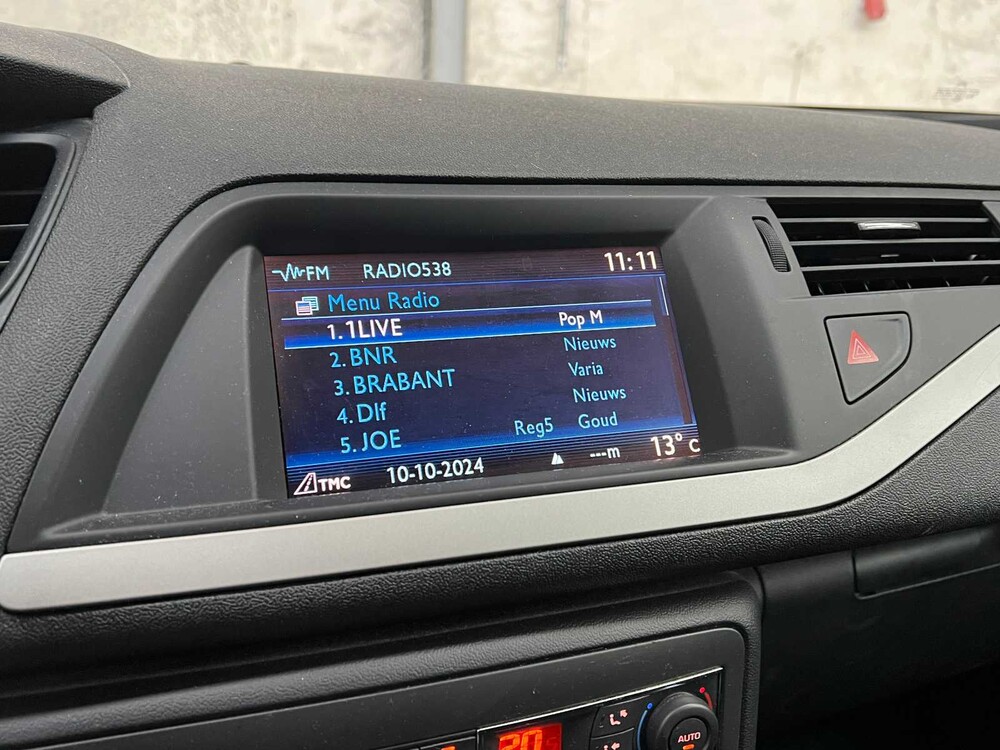 FM RADIO538 11:11
Menu Radio
1. 1LIVE Pop M
2. BNR Nieuws
3. BRABANT Varia
4. Dlf Nieuws
5. JOE Reg5 Goud
TMC 10-10-2024 ---m 13° C
20
AUTO